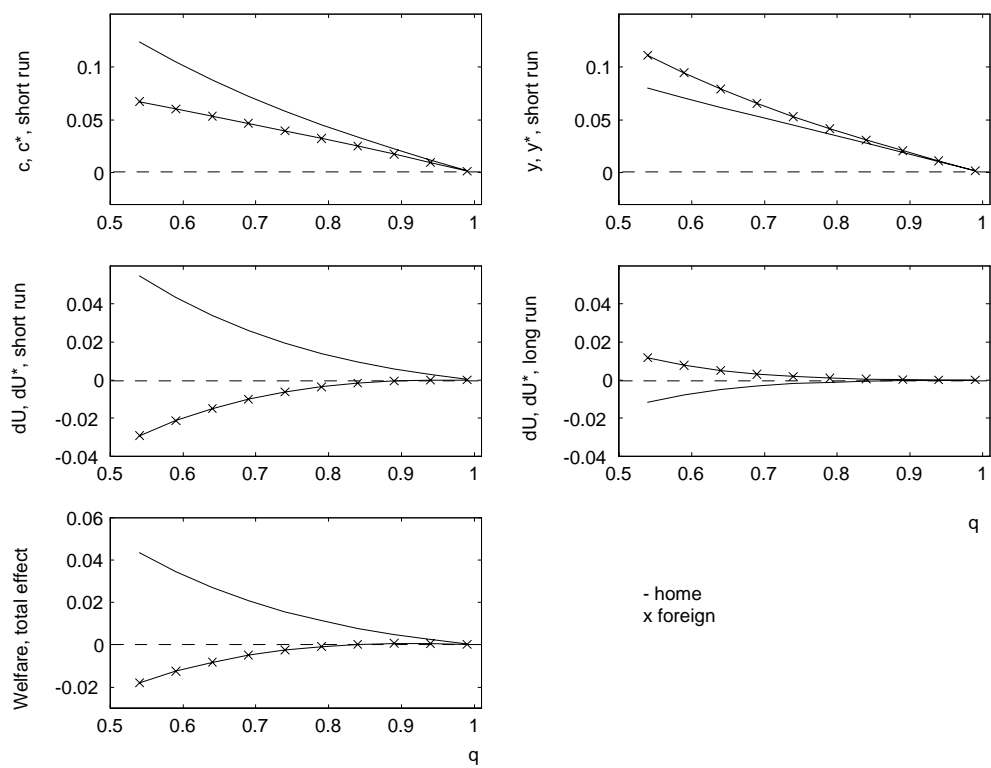 c, c*, short run
0.1
0.05
0
0.5 0.6 0.7 0.8 0.9 1
y, y*, short run
0.1
0.05
0
0.5 0.6 0.7 0.8 0.9 1
dU, dU*, short run
0.04
0.02
0
-0.02
-0.04
0.5 0.6 0.7 0.8 0.9 1
dU, dU*, long run
0.04
0.02
0
-0.02
-0.04
0.5 0.6 0.7 0.8 0.9 1
q
Welfare, total effect
0.06
0.04
0.02
0
-0.02
0.5 0.6 0.7 0.8 0.9 1
q
- home
x foreign